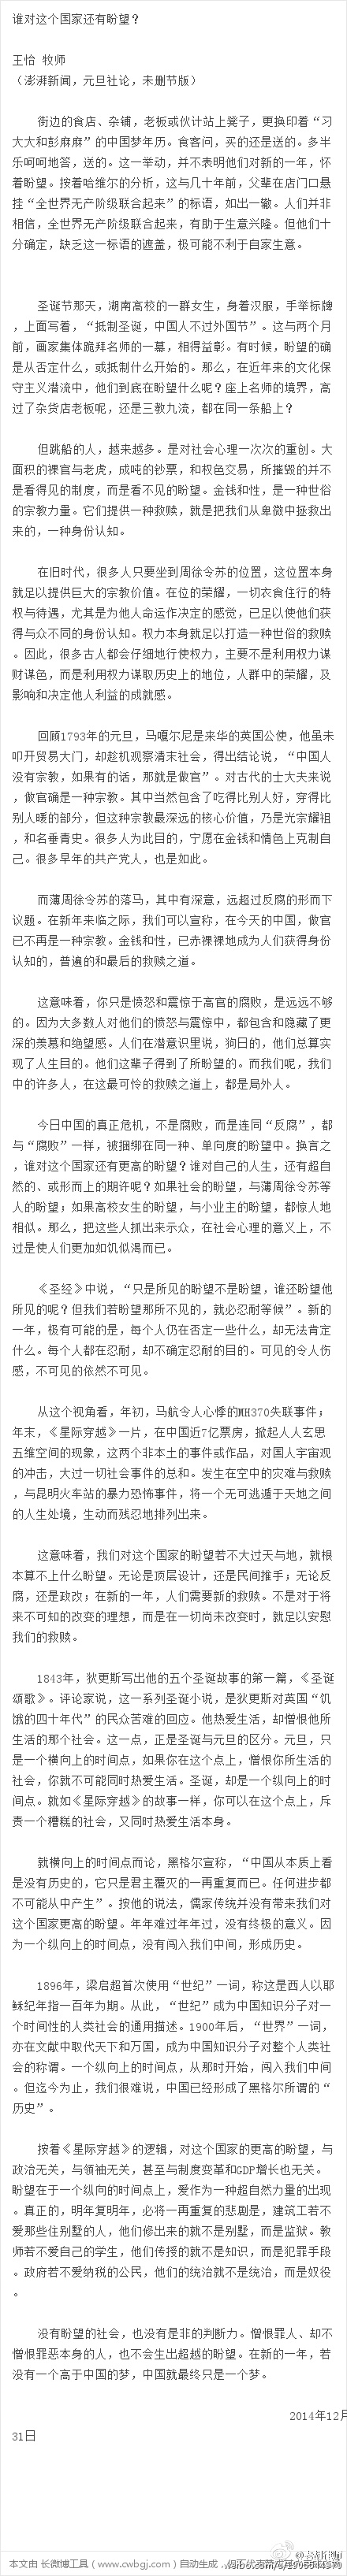 谁对这个国家还有盼望？
王怡 牧师
（澎湃新闻，元旦社论，未删节版）
街边的食店、杂铺，老板或伙计站上凳子，更换印着“习
大大和彭麻麻”的中国梦年历。食客问，买的还是送的。多半
乐呵呵地答，送的。这一举动，并不表明他们对新的一年，怀
着盼望。按着哈维尔的分析，这与几十年前，父辈在店门口悬
挂“全世界无产阶级联合起来”的标语，如出一辙。人们并非
相信，全世界无产阶级联合起来，有助于生意兴隆。但他们十
分确定，缺乏这一标语的遮盖，极可能不利于自家生意。
圣诞节那天，湖南高校的一群女生，身着汉服，手举标牌
，上面写着，“抵制圣诞，中国人不过外国节”。这与两个月
前，画家集体跪拜名师的一幕，相得益彰。有时候，盼望的确
是从否定什么，或抵制什么开始的。那么，在近年来的文化保
守主义潜流中，他们到底在盼望什么呢？座上名师的境界，高
过了杂货店老板呢，还是三教九流，都在同一条船上？
但跳船的人，越来越多。是对社会心理一次次的重创。大
面积的裸官与老虎，成吨的钞票，和权色交易，所摧毁的并不
是看得见的制度，而是看不见的盼望。金钱和性，是一种世俗
的宗教力量。它们提供一种救赎，就是把我们从卑微中拯救出
来的，一种身份认知。
在旧时代，很多人只要坐到周徐令苏的位置，这位置本身
就足以提供巨大的宗教价值。在位的荣耀，一切衣食住行的特
权与待遇，尤其是为他人命运作决定的感觉，已足以使他们获
得与众不同的身份认知。权力本身就足以打造一种世俗的救赎
。因此，很多古人都会仔细地行使权力，主要不是利用权力谋
财谋色，而是利用权力谋取历史上的地位，人群中的荣耀，及
影响和决定他人利益的成就感。
回顾1793年的元旦，马嘎尔尼是来华的英国公使，他虽未
叩开贸易大门，却趁机观察清末社会，得出结论说，“中国人
没有宗教，如果有的话，那就是做官”。对古代的士大夫来说
，做官确是一种宗教。其中当然包含了吃得比别人好，穿得比
别人暖的部分，但这种宗教最深远的核心价值，乃是光宗耀祖
，和名垂青史。很多人为此目的，宁愿在金钱和情色上克制自
己。很多早年的共产党人，也是如此。
而薄周徐令苏的落马，其中有深意，远超过反腐的形而下
议题。在新年来临之际，我们可以宣称，在今天的中国，做官
已不再是一种宗教。金钱和性，已赤裸裸地成为人们获得身份
认知的，普遍的和最后的救赎之道。
这意味着，你只是愤怒和震惊于高官的腐败，是远远不够
的。因为大多数人对他们的愤怒与震惊中，都包含和隐藏了更
深的羡慕和绝望感。人们在潜意识里说，狗日的，他们总算实
现了人生目的。他们这辈子得到了所盼望的。而我们呢，我们
中的许多人，在这最可怜的救赎之道上，都是局外人。
今日中国的真正危机，不是腐败，而是连同“反腐”，都
与“腐败”一样，被捆绑在同一种、单向度的盼望中。换言之
，谁对这个国家还有更高的盼望？谁对自己的人生，还有超自
然的、或形而上的期许呢？如果社会的盼望，与薄周徐令苏等
人的盼望；如果高校女生的盼望，与小业主的盼望，都惊人地
相似。那么，把这些人抓出来示众，在社会心理的意义上，不
过是使人们更加如饥似渴而已。
《圣经》中说，“只是所见的盼望不是盼望，谁还盼望他
所见的呢？但我们若盼望那所不见的，就必忍耐等候”。新的
一年，极有可能的是，每个人仍在否定一些什么，却无法肯定
什么。每个人都在忍耐，却不确定忍耐的目的。可见的令人伤
感，不可见的依然不可见。
从这个视角看，年初，马航令人心悸的MH370失联事件；
年末，《星际穿越》一片，在中国近7亿票房，掀起人人玄思
五维空间的现象，这两个非本土的事件或作品，对国人宇宙观
的冲击，大过一切社会事件的总和。发生在空中的灾难与救赎
，与昆明火车站的暴力恐怖事件，将一个无可逃遁于天地之间
的人生处境，生动而残忍地排列出来。
这意味着，我们对这个国家的盼望若不大过天与地，就根
本算不上什么盼望。无论是顶层设计，还是民间推手；无论反
腐，还是政改；在新的一年，人们需要新的救赎。不是对于将
来不可知的改变的理想，而是在一切尚未改变时，就足以安慰
我们的救赎。
1843年，狄更斯写出他的五个圣诞故事的第一篇，《圣诞
颂歌》。评论家说，这一系列圣诞小说，是狄更斯对英国“饥
饿的四十年代”的民众苦难的回应。他热爱生活，却憎恨他所
生活的那个社会。这一点，正是圣诞与元旦的区分。元旦，只
是一个横向上的时间点，如果你在这个点上，憎恨你所生活的
社会，你就不可能同时热爱生活。圣诞，却是一个纵向上的时
间点。就如《星际穿越》的故事一样，你可以在这个点上，斥
责一个糟糕的社会，又同时热爱生活本身。
就横向上的时间点而论，黑格尔宣称，“中国从本质上看
是没有历史的，它只是君主覆灭的一再重复而已。任何进步都
不可能从中产生”。按他的说法，儒家传统并没有带来我们对
这个国家更高的盼望。年年难过年年过，没有终极的意义。因
为一个纵向上的时间点，没有闯入我们中间，形成历史。
1896年，梁启超首次使用“世纪”一词，称这是西人以耶
稣纪年指一百年为期。从此，“世纪”成为中国知识分子对一
个时间性的人类社会的通用描述。1900年后，“世界”一词，
亦在文献中取代天下和万国，成为中国知识分子对整个人类社
会的称谓。一个纵向上的时间点，从那时开始，闯入我们中间
。但迄今为止，我们很难说，中国已经形成了黑格尔所谓的“
历史”。
按着《星际穿越》的逻辑，对这个国家的更高的盼望，与
政治无关，与领袖无关，甚至与制度变革和GDP增长也无关。
盼望在于一个纵向的时间点上，爱作为一种超自然力量的出现
。真正的，明年复明年，必将一再重复的悲剧是，建筑工若不
爱那些住别墅的人，他们修出来的就不是别墅，而是监狱。教
师若不爱自己的学生，他们传授的就不是知识，而是犯罪手段
。政府若不爱纳税的公民，他们的统治就不是统治，而是奴役
。
没有盼望的社会，也没有是非的判断力。憎恨罪人、却不
憎恨罪恶本身的人，也不会生出超越的盼望。在新的一年，若
没有一个高于中国的梦，中国就最终只是一个梦。
2014年12月
31日
本文由 长微博工具（www.cwbgj.com）自动生成